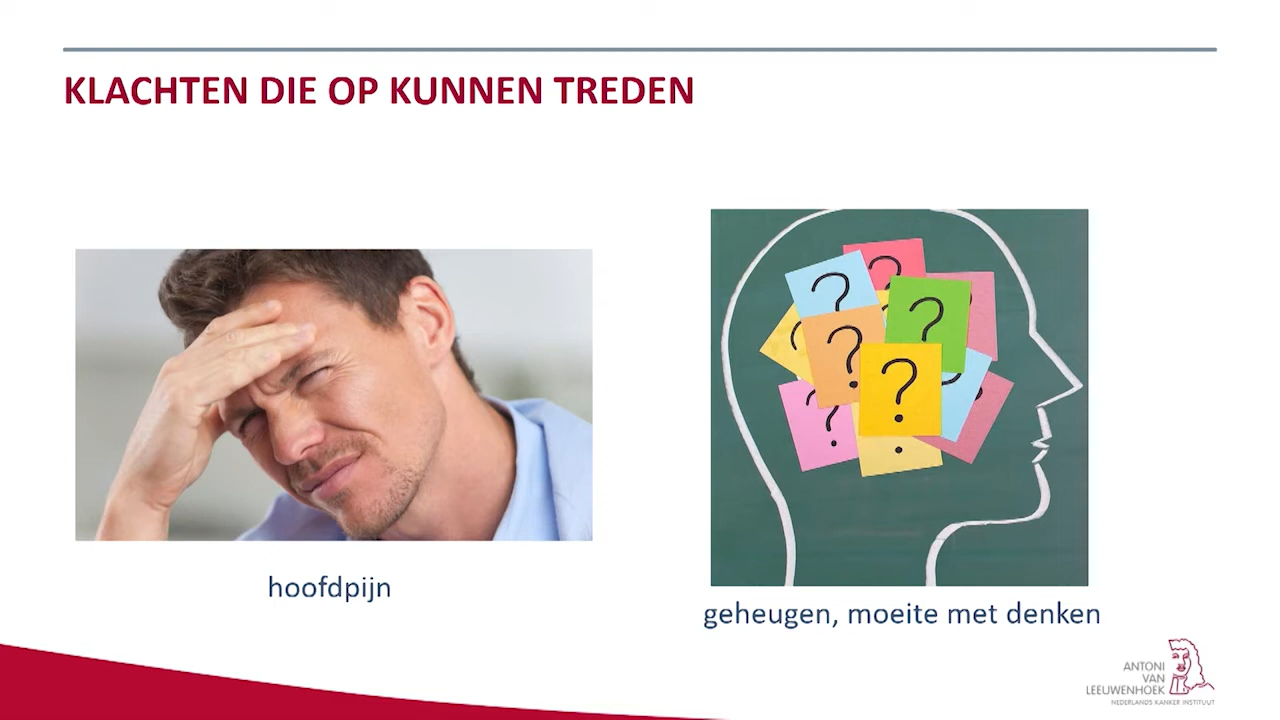 KLACHTEN DIE OP KUNNEN TREDEN
? ? ? ? ? ? ? ?
hoofdpijn
geheugen, moeite met denken
ANTONI
VAN
LEEUWENHOEK
NEDERLANDS KANKER INSTITUUT